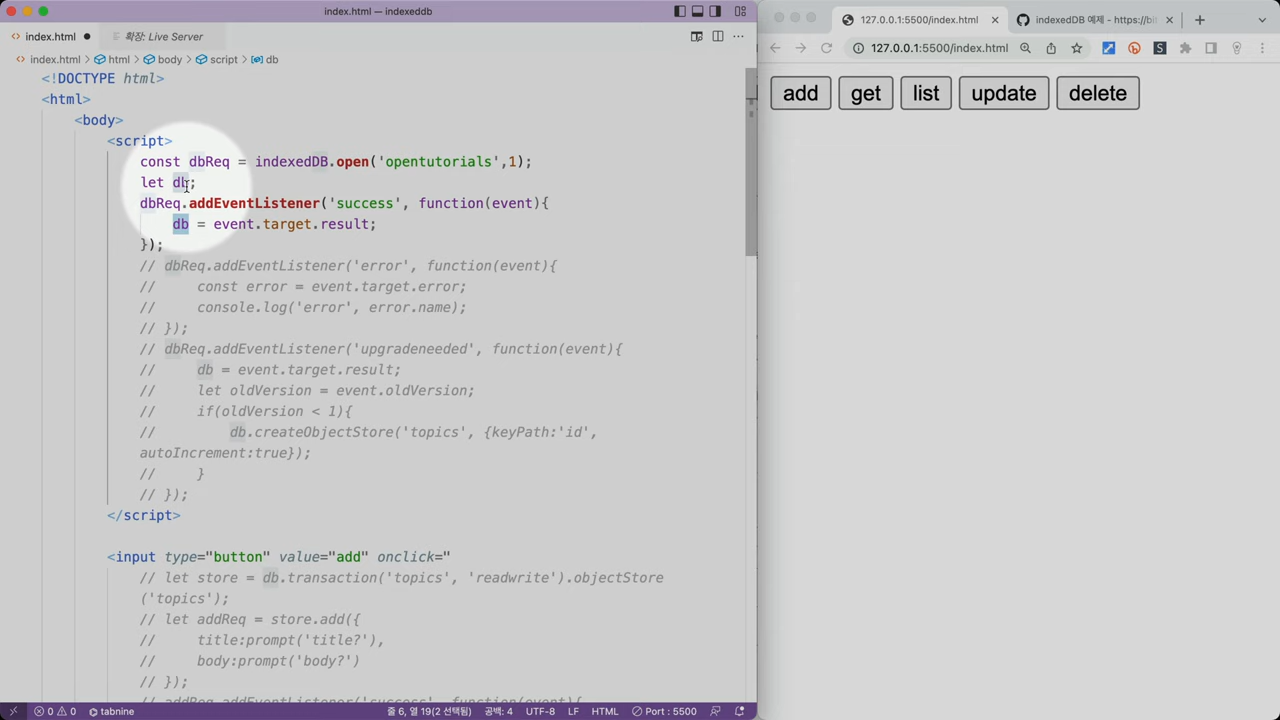 index.html — indexeddb
index.html
확장: Live Server
index.html > html > body > script > db
<!DOCTYPE html>
<html>
<body>
<script>
const dbReq = indexedDB.open('opentutorials',1);
let db;
dbReq.addEventListener('success', function(event){
db = event.target.result;
});
// dbReq.addEventListener('error', function(event){
//     const error = event.target.error;
//     console.log('error', error.name);
// });
// dbReq.addEventListener('upgradeneeded', function(event){
//     db = event.target.result;
//     let oldVersion = event.oldVersion;
//     if(oldVersion < 1){
//         db.createObjectStore('topics', {keyPath:'id',
autoIncrement:true});
//     }
// });
</script>
<input type="button" value="add" onclick="
// let store = db.transaction('topics', 'readwrite').objectStore
('topics');
// let addReq = store.add({
//     title:prompt('title?'),
//     body:prompt('body?')
// });
// addReq.addEventListener('success', function(event){
0 0 tabnine 줄 6, 열 19(2 선택됨) 공백: 4 UTF-8 LF HTML Port : 5500
127.0.0.1:5500/index.html
indexedDB 예제 - https://bit
127.0.0.1:5500/index.html
add get list update delete